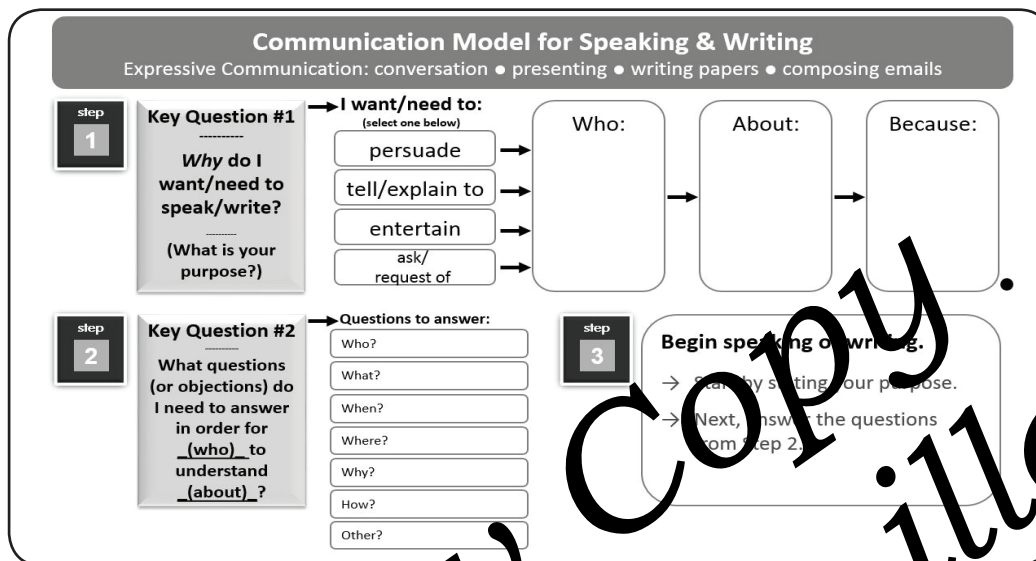 Communication Model for Speaking & Writing
Expressive Communication: conversation ● presenting ● writing papers ● composing emails
step
1
Key Question #1
----------
Why do I
want/need to
speak/write?
----------
(What is your
purpose?)
I want/need to:
(select one below)
persuade
tell/explain to
entertain
ask/
request of
Who:
About:
Because:
step
2
Key Question #2
----------
What questions
(or objections) do
I need to answer
in order for
_(who)_ to
understand
_(about)_?
Questions to answer:
Who?
What?
When?
Where?
Why?
How?
Other?
step
3
Begin speaking or writing.
→ Start by stating your purpose.
→ Next, answer the questions
from Step 2.
Copy